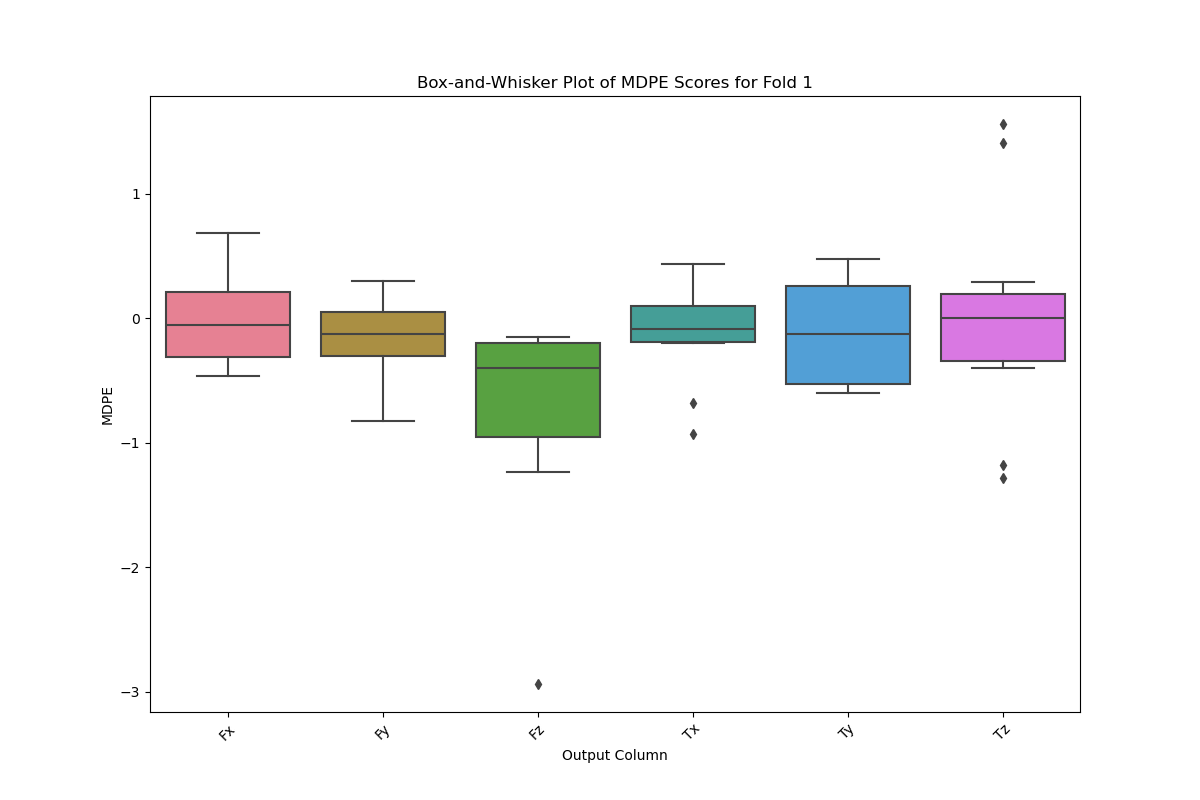 Box-and-Whisker Plot of MDPE Scores for Fold 1
MDPE
1
0
−1
−2
−3
Fx
Fy
Fz
Tx
Ty
Tz
Output Column